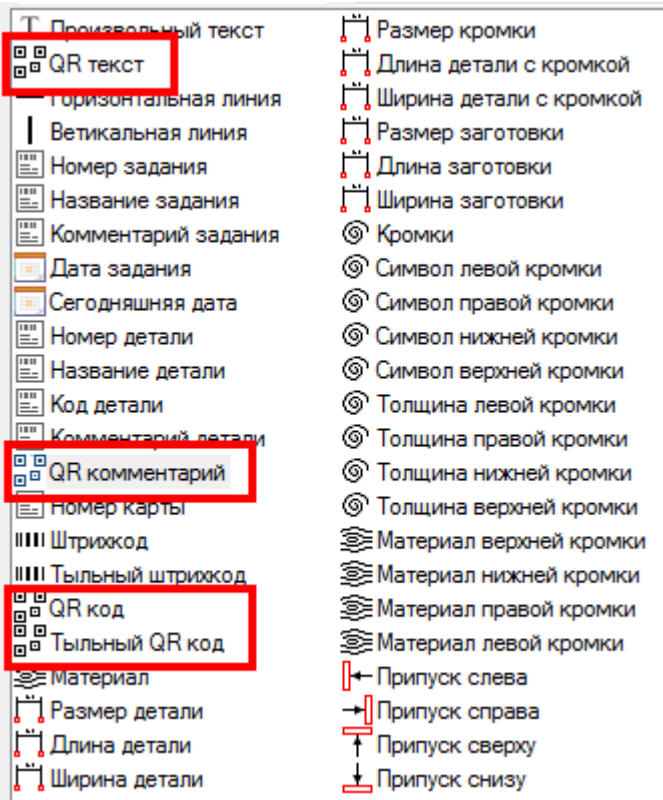 Произвольный текст
QR текст
Горизонтальная линия
Ветикальная линия
Номер задания
Название задания
Комментарий задания
Дата задания
Сегодняшняя дата
Номер детали
Название детали
Код детали
Комментарий детали
QR комментарий
Номер карты
Штрихкод
Тыльный штрихкод
QR код
Тыльный QR код
Материал
Размер детали
Длина детали
Ширина детали
Размер кромки
Длина детали с кромкой
Ширина детали с кромкой
Размер заготовки
Длина заготовки
Ширина заготовки
Кромки
Символ левой кромки
Символ правой кромки
Символ нижней кромки
Символ верхней кромки
Толщина левой кромки
Толщина правой кромки
Толщина нижней кромки
Толщина верхней кромки
Материал верхней кромки
Материал нижней кромки
Материал правой кромки
Материал левой кромки
Припуск слева
Припуск справа
Припуск сверху
Припуск снизу